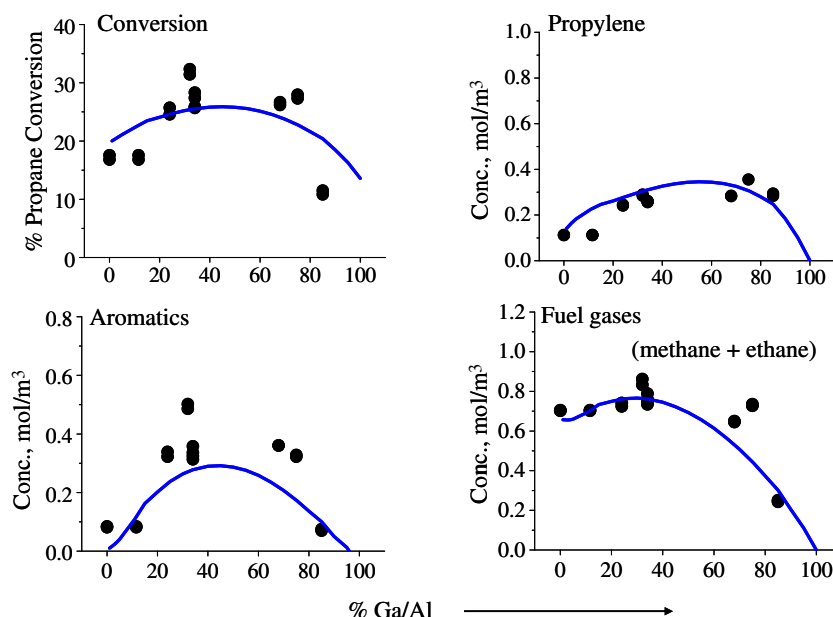 Conversion
% Propane Conversion
40
30
20
10
0
0 20 40 60 80 100
Propylene
Conc., mol/m³
1.0
0.8
0.6
0.4
0.2
0.0
0 20 40 60 80 100
Aromatics
Conc., mol/m³
0.8
0.6
0.4
0.2
0.0
0 20 40 60 80 100
Fuel gases
(methane + ethane)
Conc., mol/m³
1.2
1.0
0.8
0.6
0.4
0.2
0.0
0 20 40 60 80 100
% Ga/Al